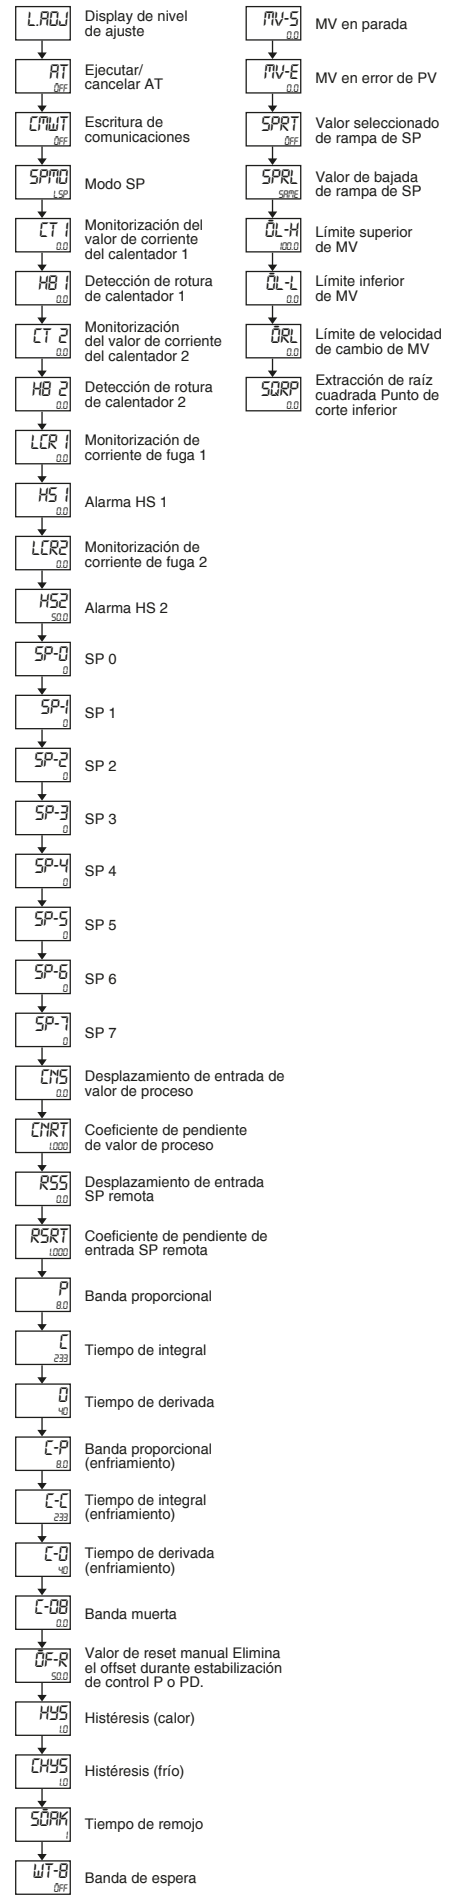 L.ADJ
Display de nivel
de ajuste
AT
OFF
Ejecutar/
cancelar AT
CMWT
OFF
Escritura de
comunicaciones
SPMD
LSP
Modo SP
CT 1
0.0
Monitorización del
valor de corriente
del calentador 1
HB 1
0.0
Detección de rotura
de calentador 1
CT 2
0.0
Monitorización
del valor de corriente
del calentador 2
HB 2
0.0
Detección de rotura
de calentador 2
LCR 1
0.0
Monitorización de
corriente de fuga 1
HS 1
0.0
Alarma HS 1
LCR2
0.0
Monitorización de
corriente de fuga 2
HS2
50.0
Alarma HS 2
SP-0
0
SP 0
SP-1
0
SP 1
SP-2
0
SP 2
SP-3
0
SP 3
SP-4
0
SP 4
SP-5
0
SP 5
SP-6
0
SP 6
SP-7
0
SP 7
CNS
0.0
Desplazamiento de entrada de
valor de proceso
CNRT
1.000
Coeficiente de pendiente
de valor de proceso
RSS
0.0
Desplazamiento de entrada
SP remota
RSRT
1.000
Coeficiente de pendiente de
entrada SP remota
P
8.0
Banda proporcional
C
233
Tiempo de integral
D
40
Tiempo de derivada
C-P
8.0
Banda proporcional
(enfriamiento)
C-C
233
Tiempo de integral
(enfriamiento)
C-D
40
Tiempo de derivada
(enfriamiento)
C-DB
0.0
Banda muerta
OF-R
50.0
Valor de reset manual Elimina
el offset durante estabilización
de control P o PD.
HYS
1.0
Histéresis (calor)
CHYS
1.0
Histéresis (frío)
SOAK
1
Tiempo de remojo
WT-B
OFF
Banda de espera
MV-S
0.0
MV en parada
MV-E
0.0
MV en error de PV
SPRT
OFF
Valor seleccionado
de rampa de SP
SPRL
SAME
Valor de bajada
de rampa de SP
OL-H
100.0
Límite superior
de MV
OL-L
0.0
Límite inferior
de MV
ORL
0.0
Límite de velocidad
de cambio de MV
SQRP
0.0
Extracción de raíz
cuadrada Punto de
corte inferior